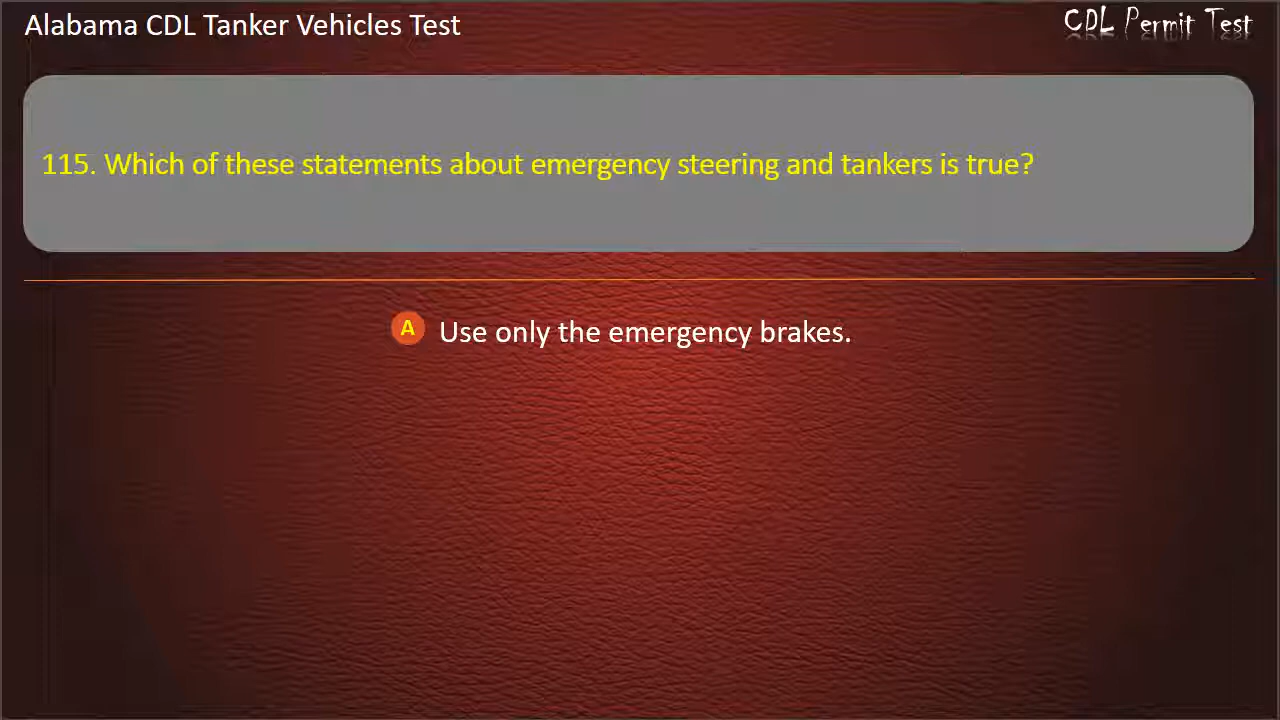 Alabama CDL Tanker Vehicles Test
CDL Permit Test
115. Which of these statements about emergency steering and tankers is true?
A Use only the emergency brakes.